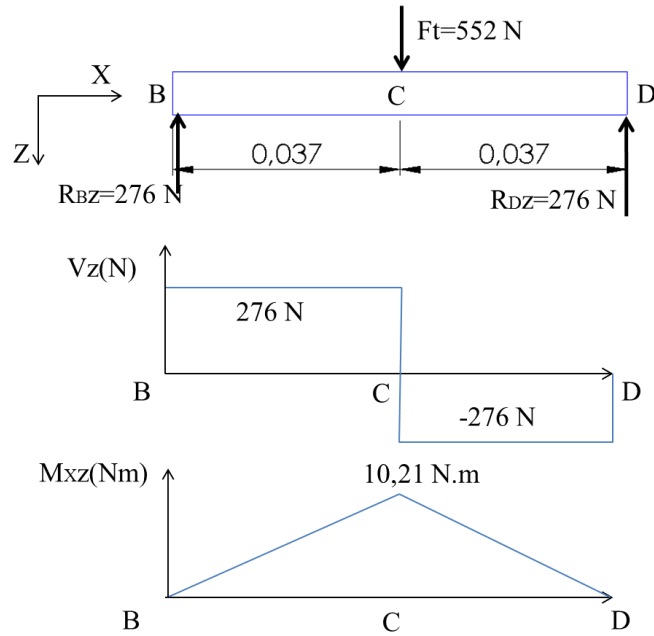 Ft=552 N
X
B
C
D
Z
0,037
0,037
RBZ=276 N
RDZ=276 N
Vz(N)
276 N
B
C
D
-276 N
Mxz(Nm)
10,21 N.m
B
C
D